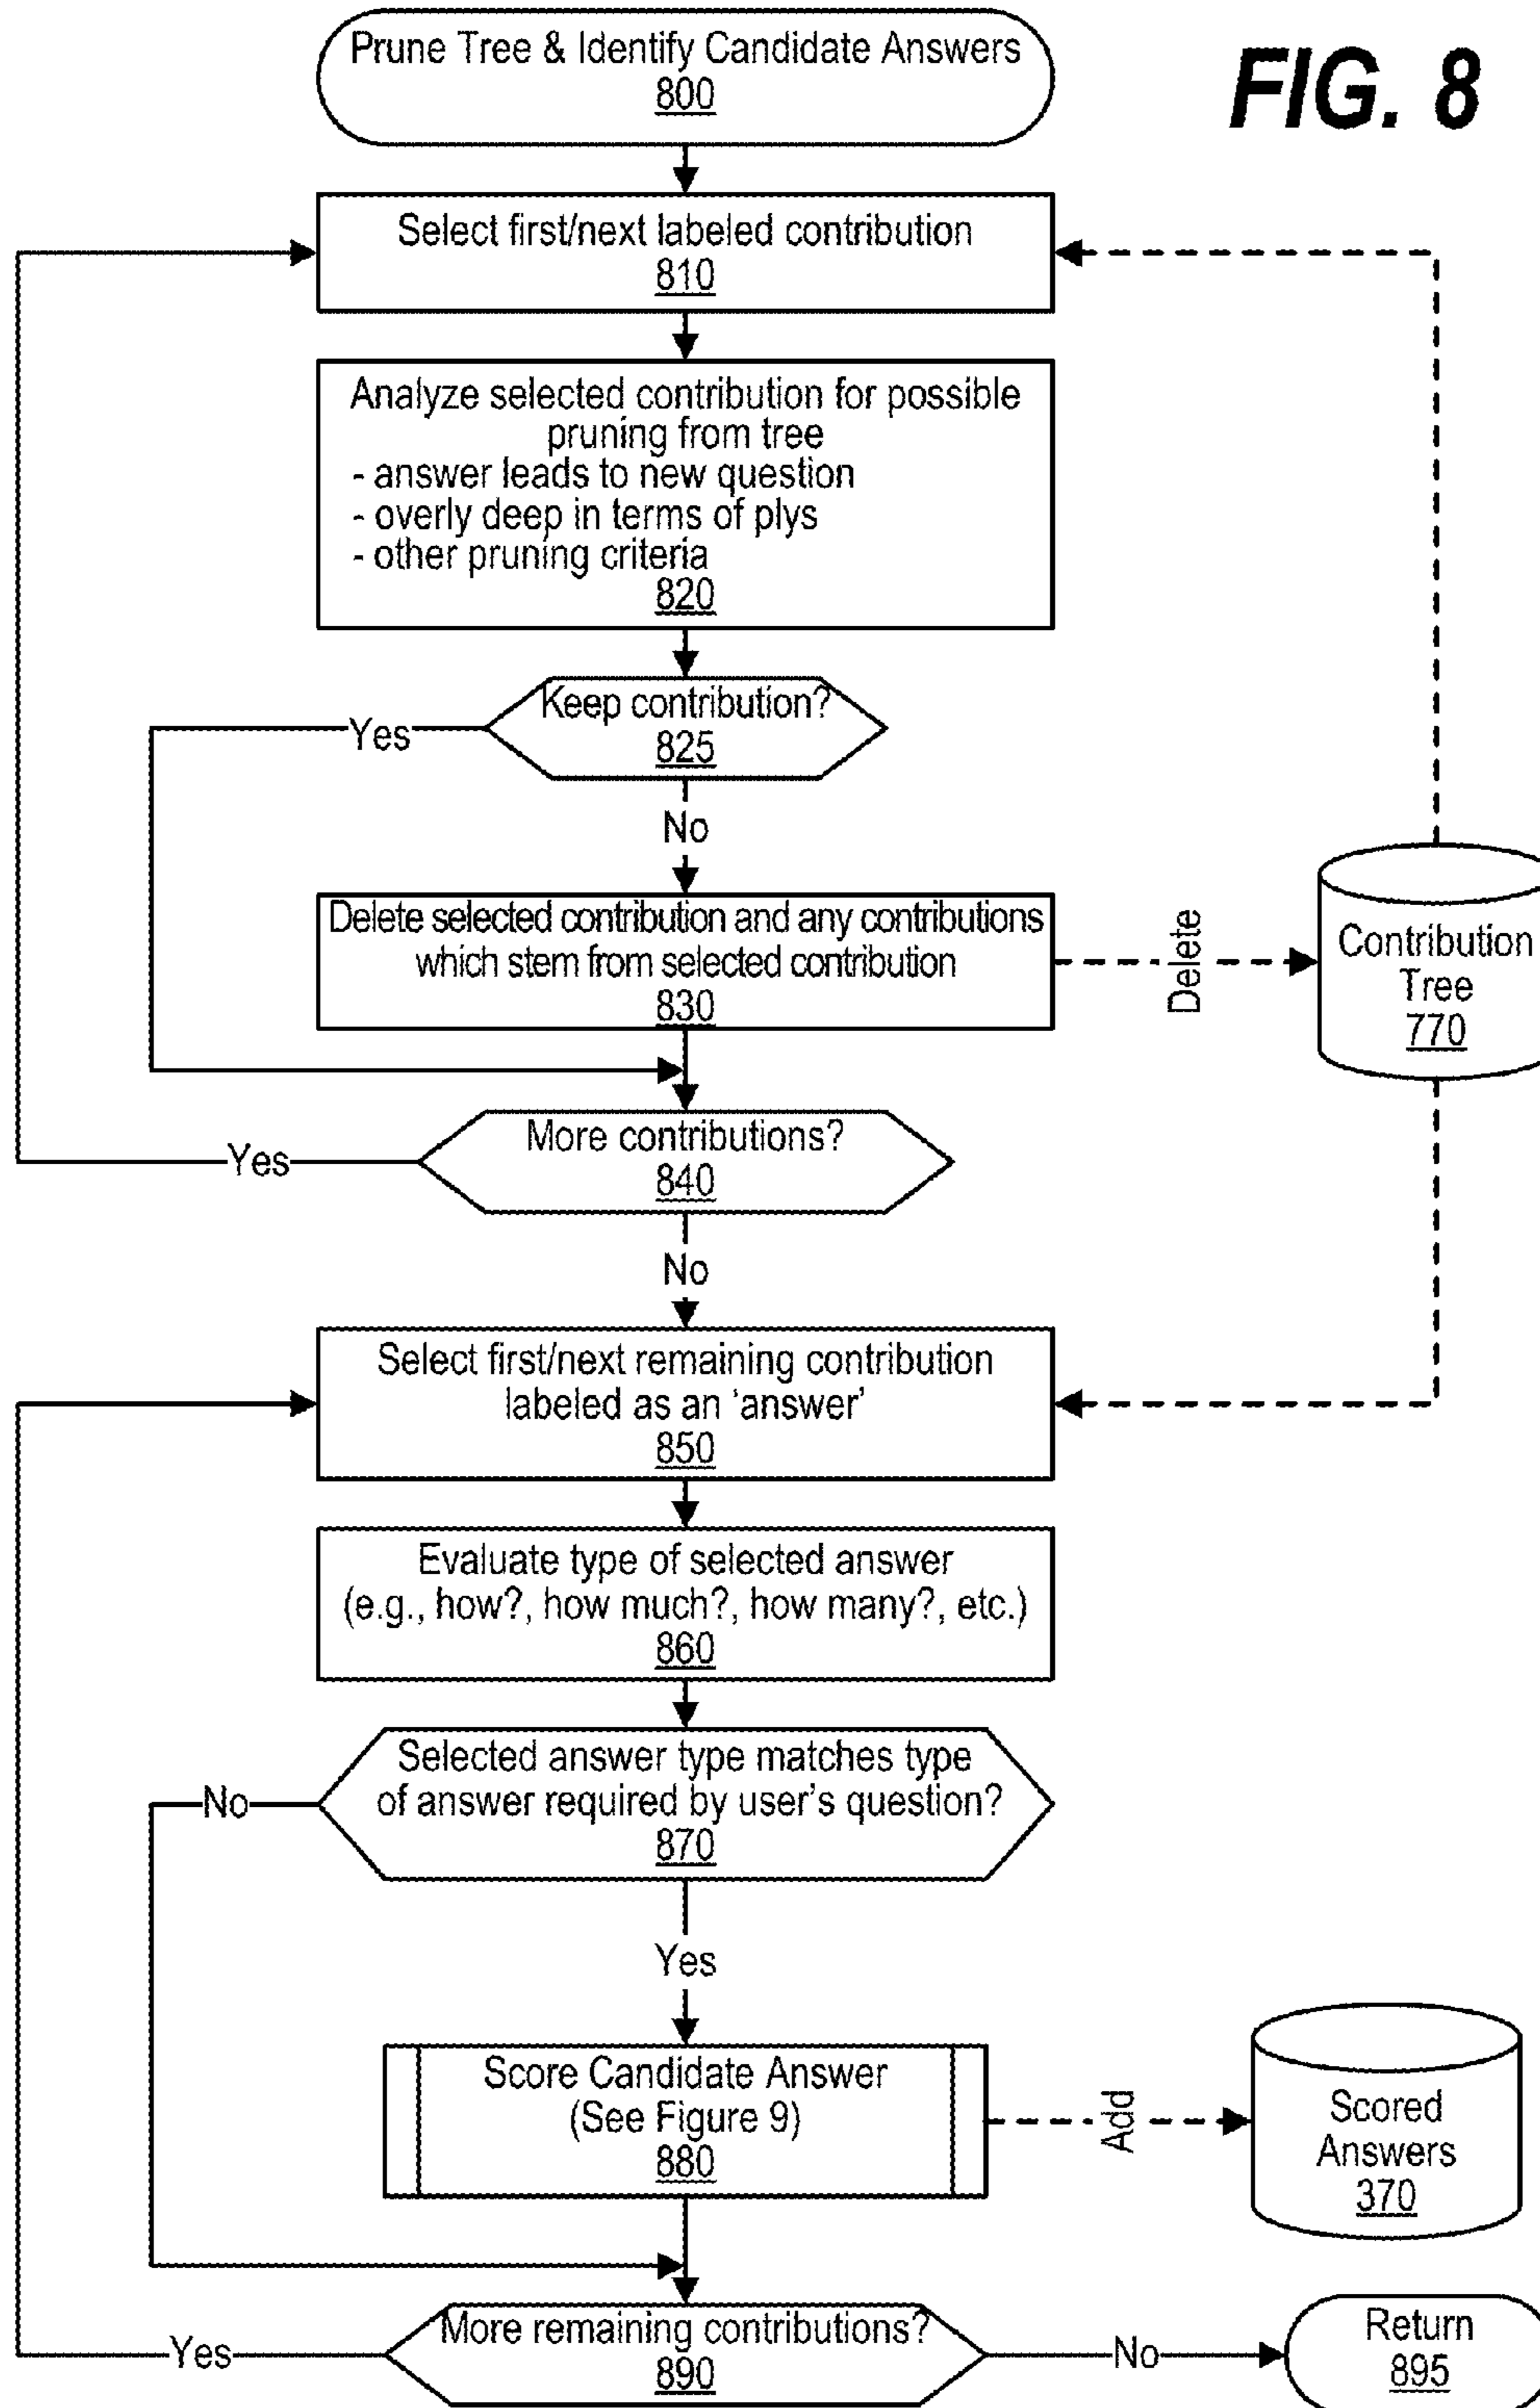 Prune Tree & Identify Candidate Answers
800
FIG. 8
Select first/next labeled contribution
810
Analyze selected contribution for possible
pruning from tree
- answer leads to new question
- overly deep in terms of plys
- other pruning criteria
820
Keep contribution?
825
Yes
No
Delete selected contribution and any contributions
which stem from selected contribution
830
Delete
Contribution
Tree
770
More contributions?
840
Yes
No
Select first/next remaining contribution
labeled as an ‘answer’
850
Evaluate type of selected answer
(e.g., how?, how much?, how many?, etc.)
860
Selected answer type matches type
of answer required by user’s question?
870
No
Yes
Score Candidate Answer
(See Figure 9)
880
Add
Scored
Answers
370
More remaining contributions?
890
Yes
No
Return
895